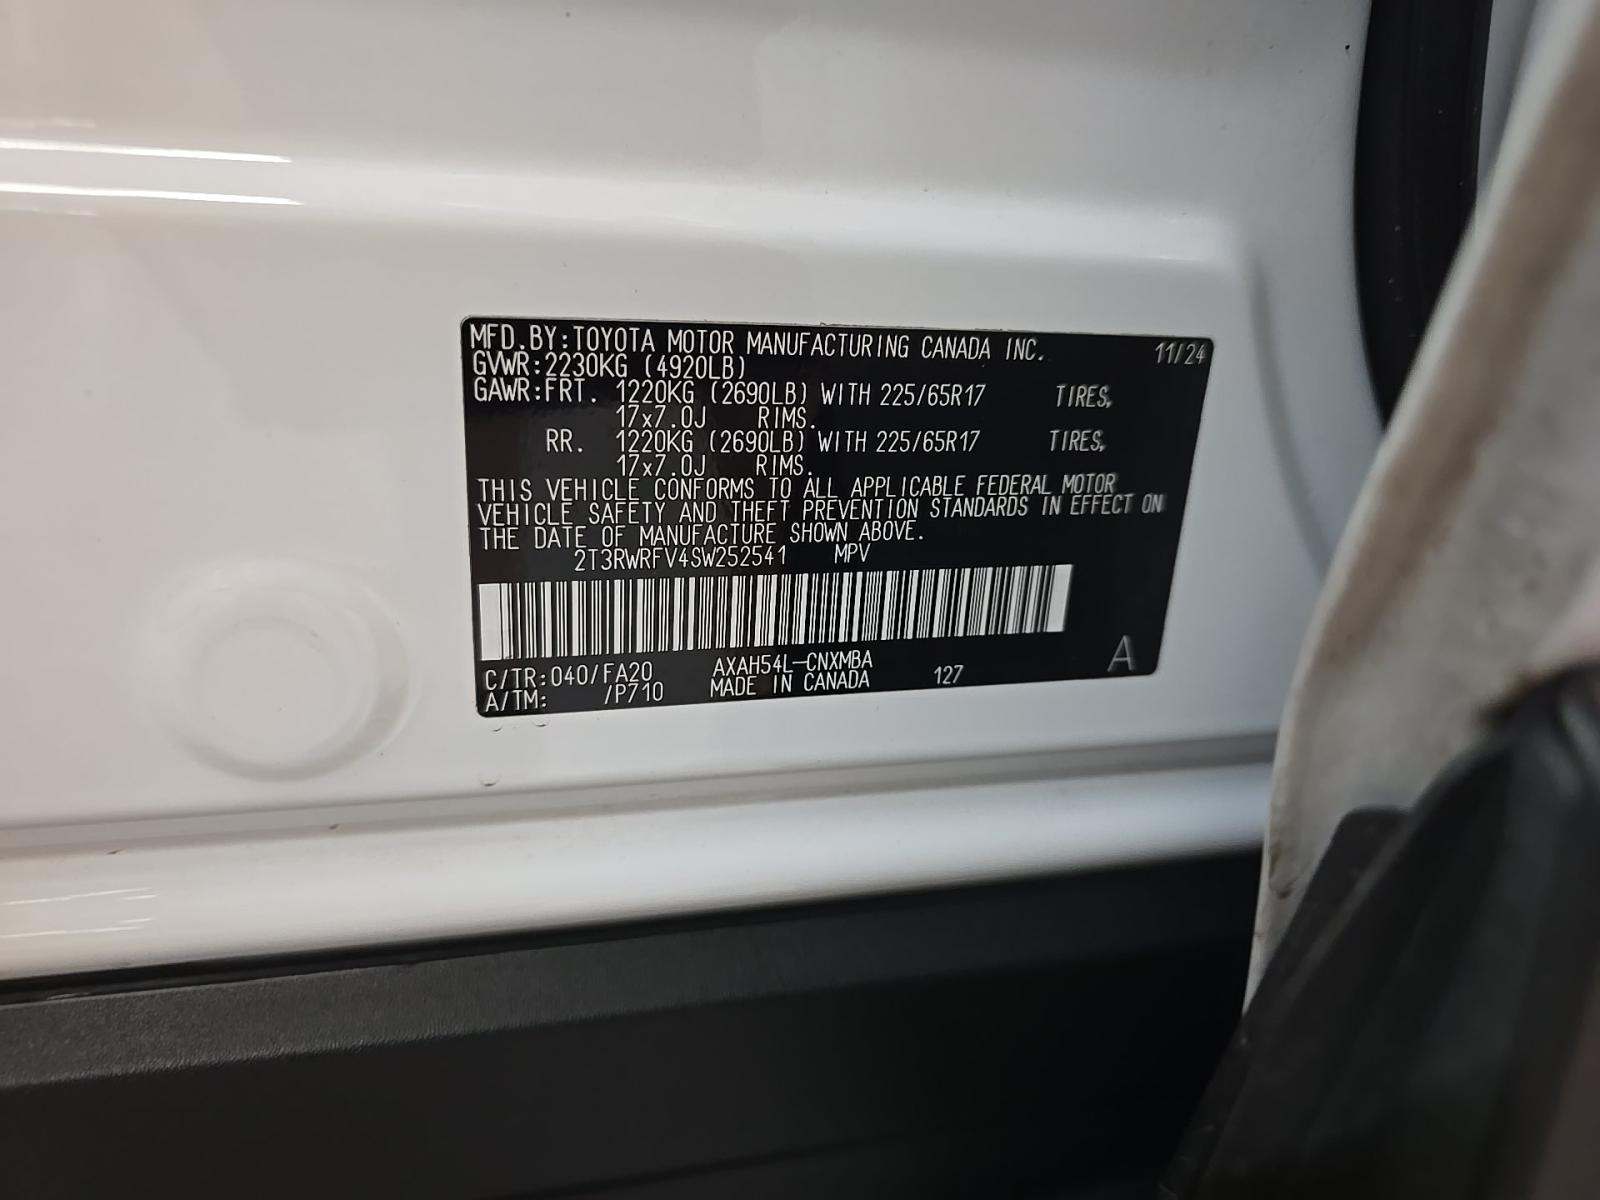 MFD.BY:TOYOTA MOTOR MANUFACTURING CANADA INC. 11/24
GVWR:2230KG (4920LB)
GAWR:FRT. 1220KG (2690LB) WITH 225/65R17 TIRES,
17x7.0J RIMS.
RR. 1220KG (2690LB) WITH 225/65R17 TIRES,
17x7.0J RIMS.
THIS VEHICLE CONFORMS TO ALL APPLICABLE FEDERAL MOTOR
VEHICLE SAFETY AND THEFT PREVENTION STANDARDS IN EFFECT ON
THE DATE OF MANUFACTURE SHOWN ABOVE.
2T3RWRFV4SW252541 MPV
C/TR:040/FA20 AXAH54L-CNXMBA 127 A
A/TM: /P710 MADE IN CANADA